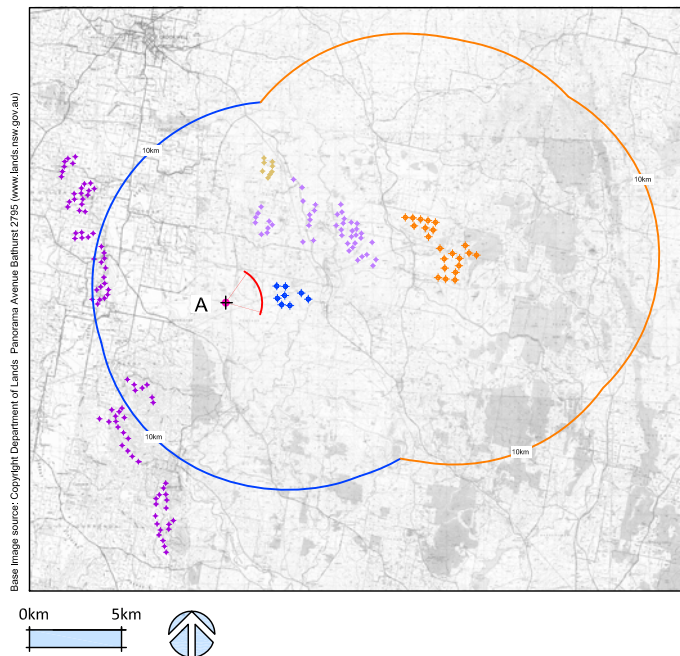 Base Image source: Copyright Department of Lands  Panorama Avenue Bathurst 2795 (www.lands.nsw.gov.au)
10km
10km
A
10km
10km
0km
5km